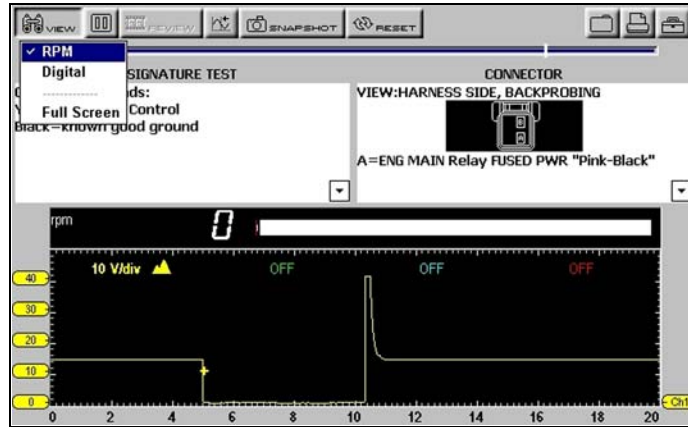 VIEW REVIEW SNAPSHOT RESET
RPM
Digital
Full Screen
SIGNATURE TEST
CONNECTOR
ds:
Control
Black=known good ground
VIEW:HARNESS SIDE, BACKPROBING
B
A
A=ENG MAIN Relay FUSED PWR "Pink-Black"
rpm 0
10 V/div OFF OFF OFF
40
30
20
10
0
Ch1
0 2 4 6 8 10 12 14 16 18 20